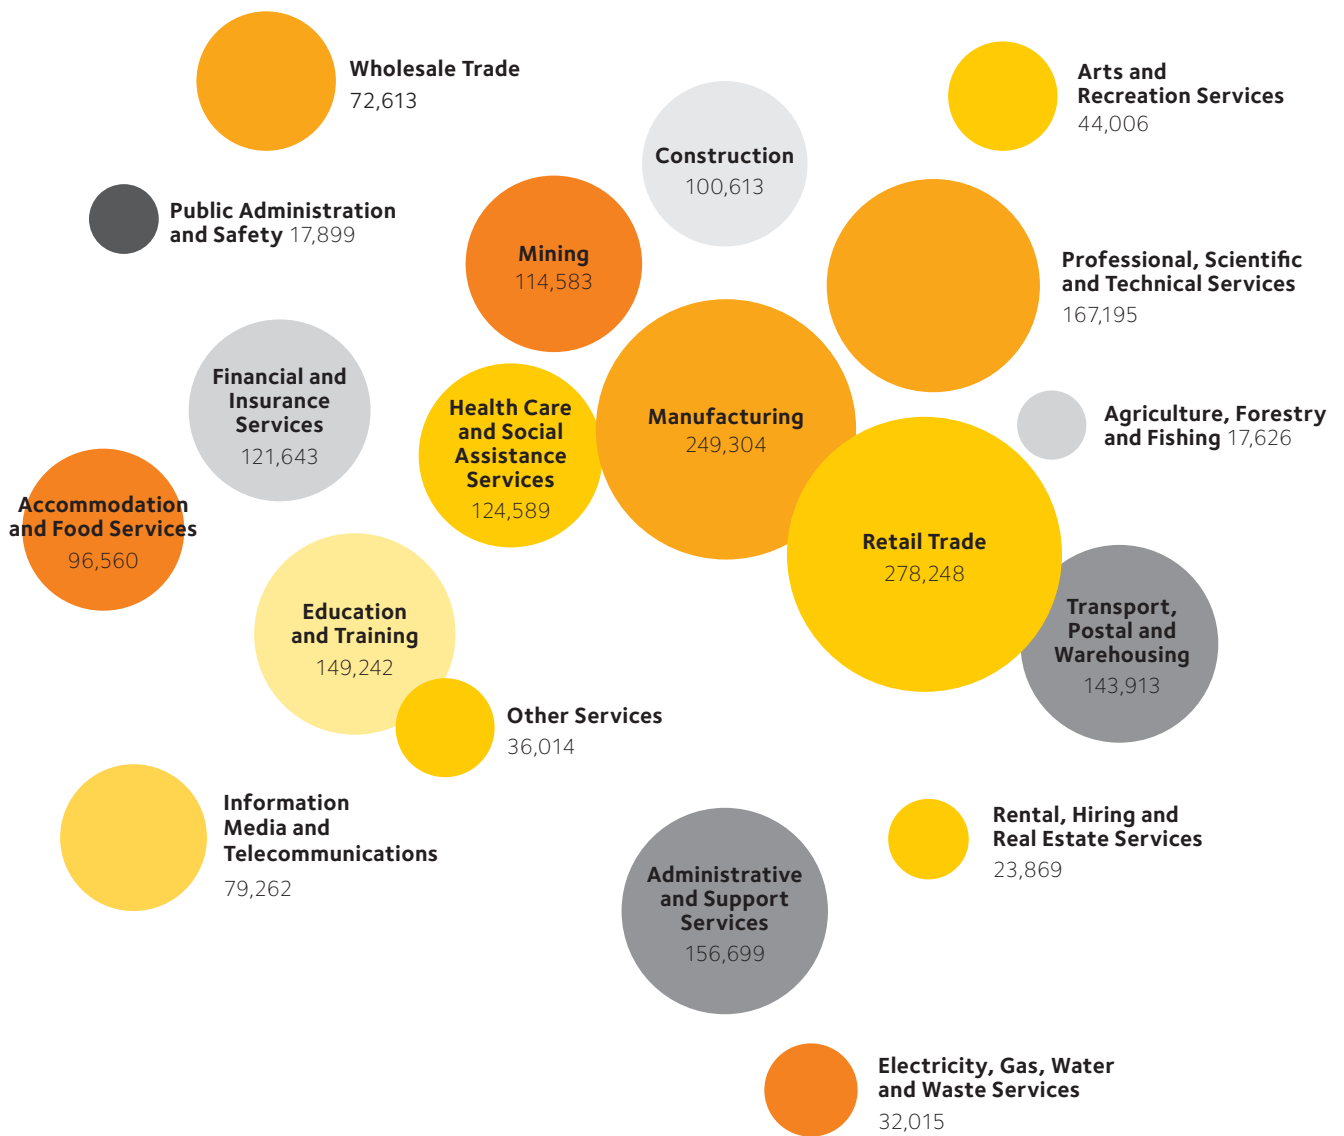 Wholesale Trade
72,613
Arts and
Recreation Services
44,006
Construction
100,613
Public Administration
and Safety 17,899
Mining
114,583
Professional, Scientific
and Technical Services
167,195
Financial and
Insurance
Services
121,643
Health Care
and Social
Assistance
Services
124,589
Manufacturing
249,304
Agriculture, Forestry
and Fishing 17,626
Accommodation
and Food Services
96,560
Retail Trade
278,248
Education
and Training
149,242
Transport,
Postal and
Warehousing
143,913
Other Services
36,014
Information
Media and
Telecommunications
79,262
Rental, Hiring and
Real Estate Services
23,869
Administrative
and Support
Services
156,699
Electricity, Gas, Water
and Waste Services
32,015